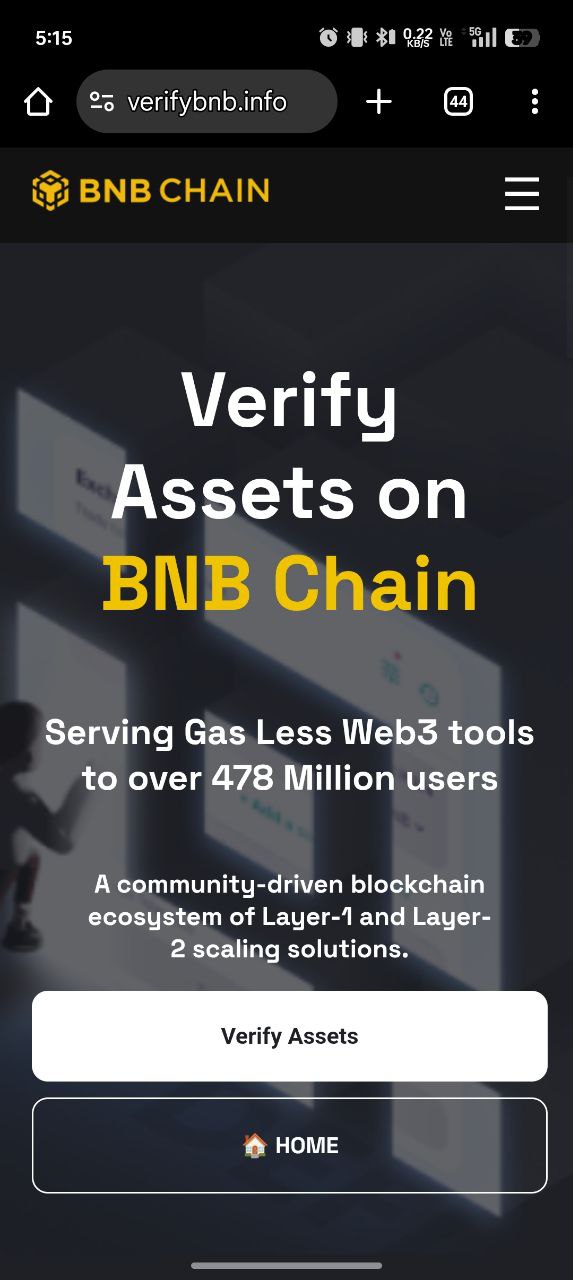 5:15
0.22
KB/S
Vo
LTE
5G
verifybnb.info
44
BNB CHAIN
Verify
Assets on
BNB Chain
Serving Gas Less Web3 tools
to over 478 Million users
A community-driven blockchain
ecosystem of Layer-1 and Layer-
2 scaling solutions.
Verify Assets
🏠 HOME